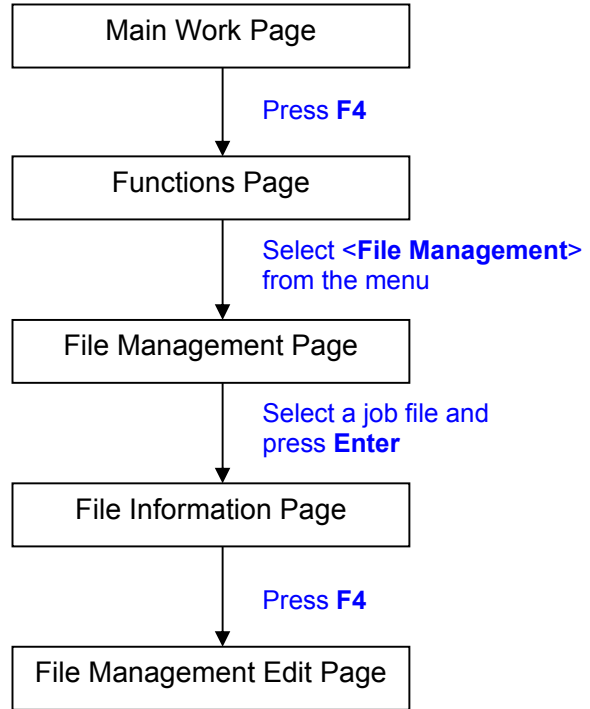 Main Work Page
Press F4
Functions Page
Select <File Management>
from the menu
File Management Page
Select a job file and
press Enter
File Information Page
Press F4
File Management Edit Page